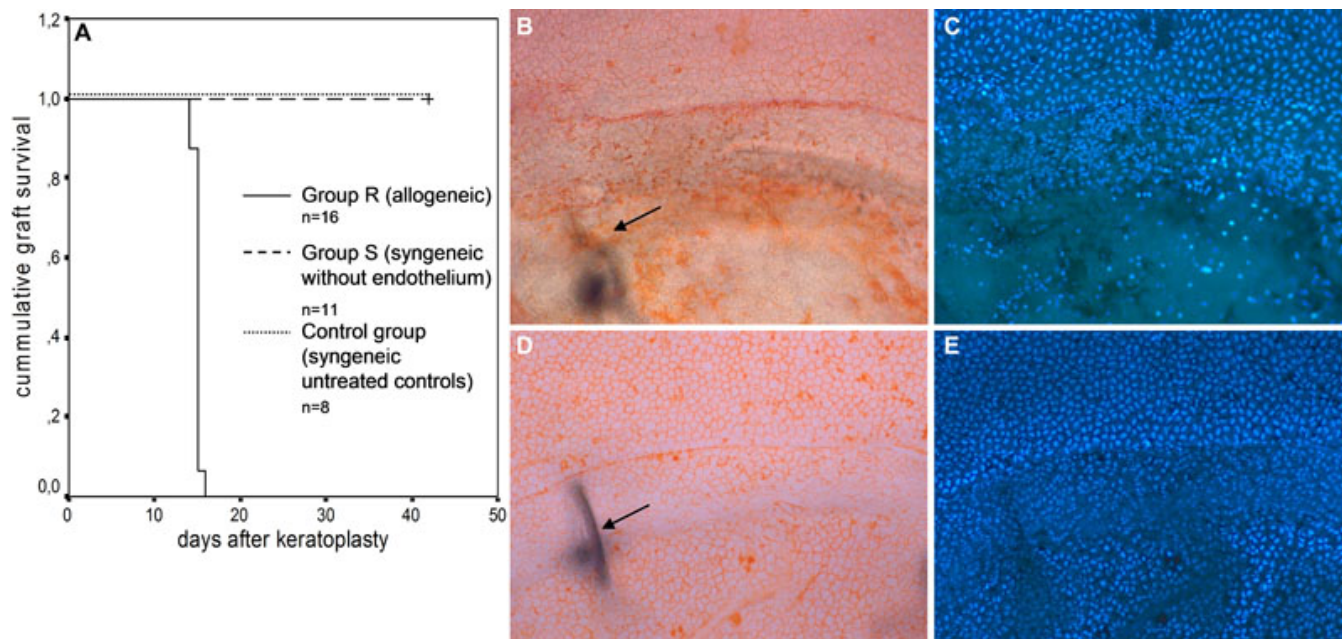 A
1,2
1,0
,8
,6
,4
,2
0,0
cummulative graft survival
0 10 20 30 40 50
days after keratoplasty
Group R (allogeneic)
n=16
Group S (syngeneic
without endothelium)
n=11
Control group
(syngeneic
untreated controls)
n=8
B
C
D
E